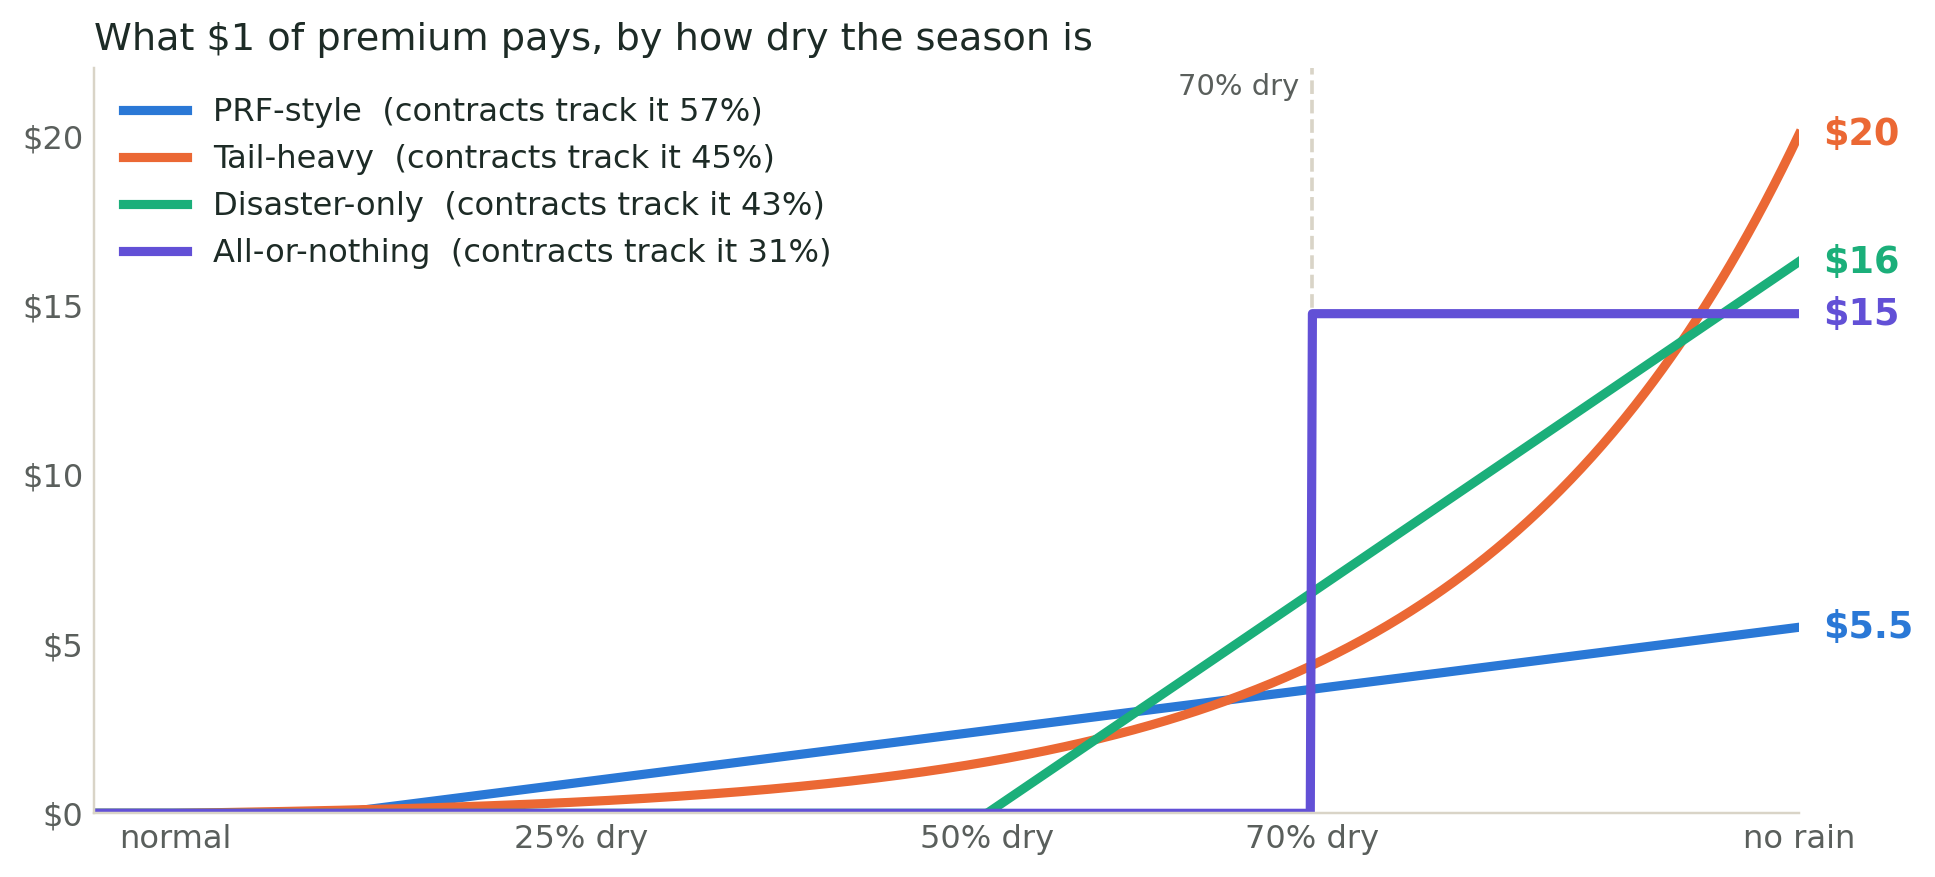 What $1 of premium pays, by how dry the season is
70% dry
PRF-style (contracts track it 57%)
Tail-heavy (contracts track it 45%)
Disaster-only (contracts track it 43%)
All-or-nothing (contracts track it 31%)
$20
$15
$10
$5
$0
$20
$16
$15
$5.5
normal
25% dry
50% dry
70% dry
no rain